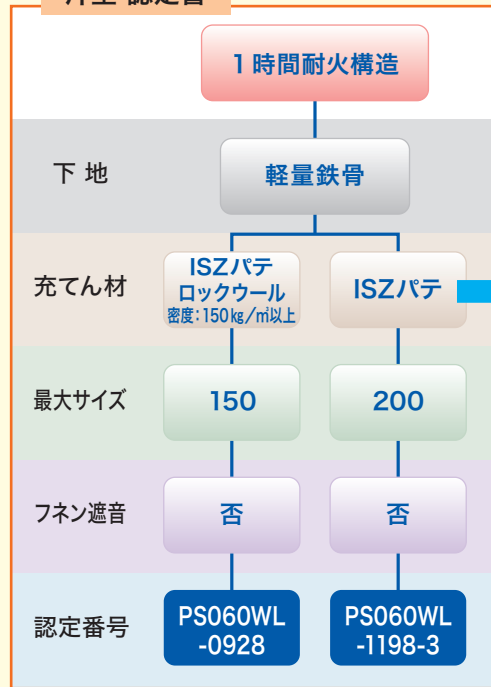 1時間耐火構造
下 地
軽量鉄骨
充てん材
ISZパテ
ロックウール
密度:150kg/㎥以上
ISZパテ
最大サイズ
150
200
フネン遮音
否
否
認定番号
PS060WL
-0928
PS060WL
-1198-3